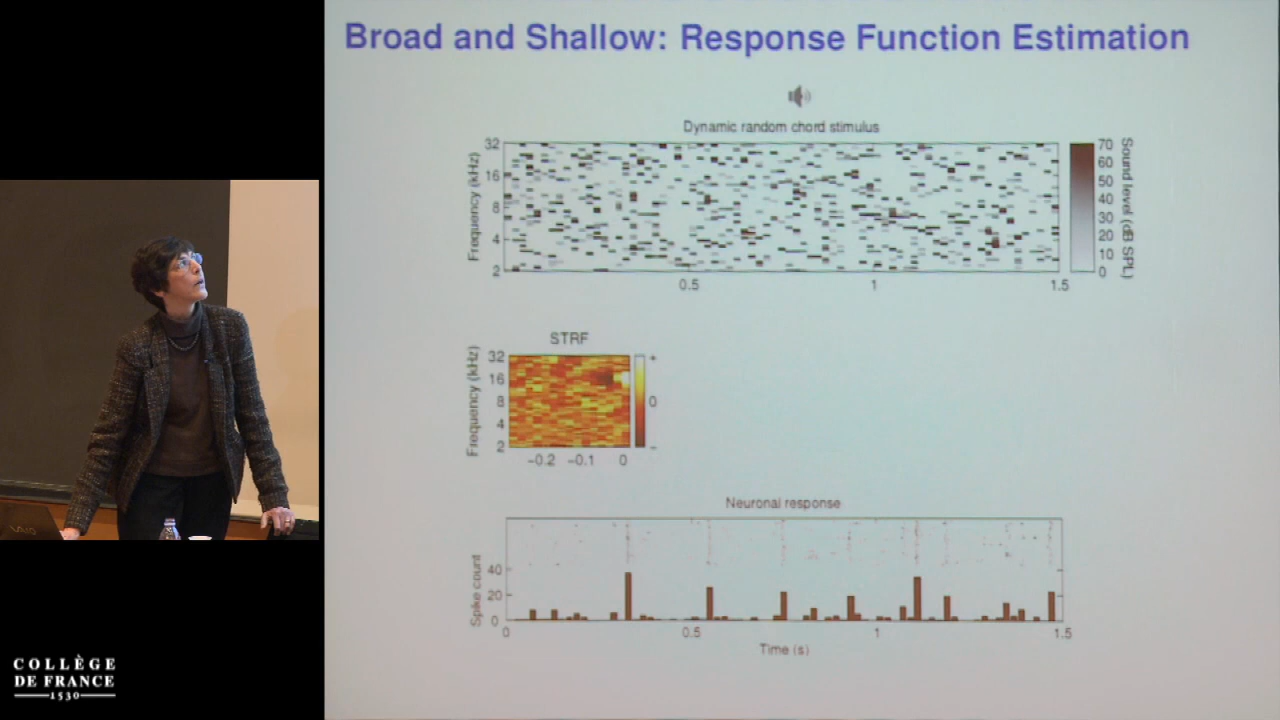 Broad and Shallow: Response Function Estimation
Dynamic random chord stimulus
Frequency (kHz)
32
16
8
4
2
0.5
1
1.5
70
60
50
40
30
20
10
0
Sound level (dB SPL)
STRF
Frequency (kHz)
32
16
8
4
2
−0.2
−0.1
0
+
0
−
Neuronal response
Spike count
40
20
0
0
0.5
1
1.5
Time (s)
VAIO
COLLÈGE
DE FRANCE
1530